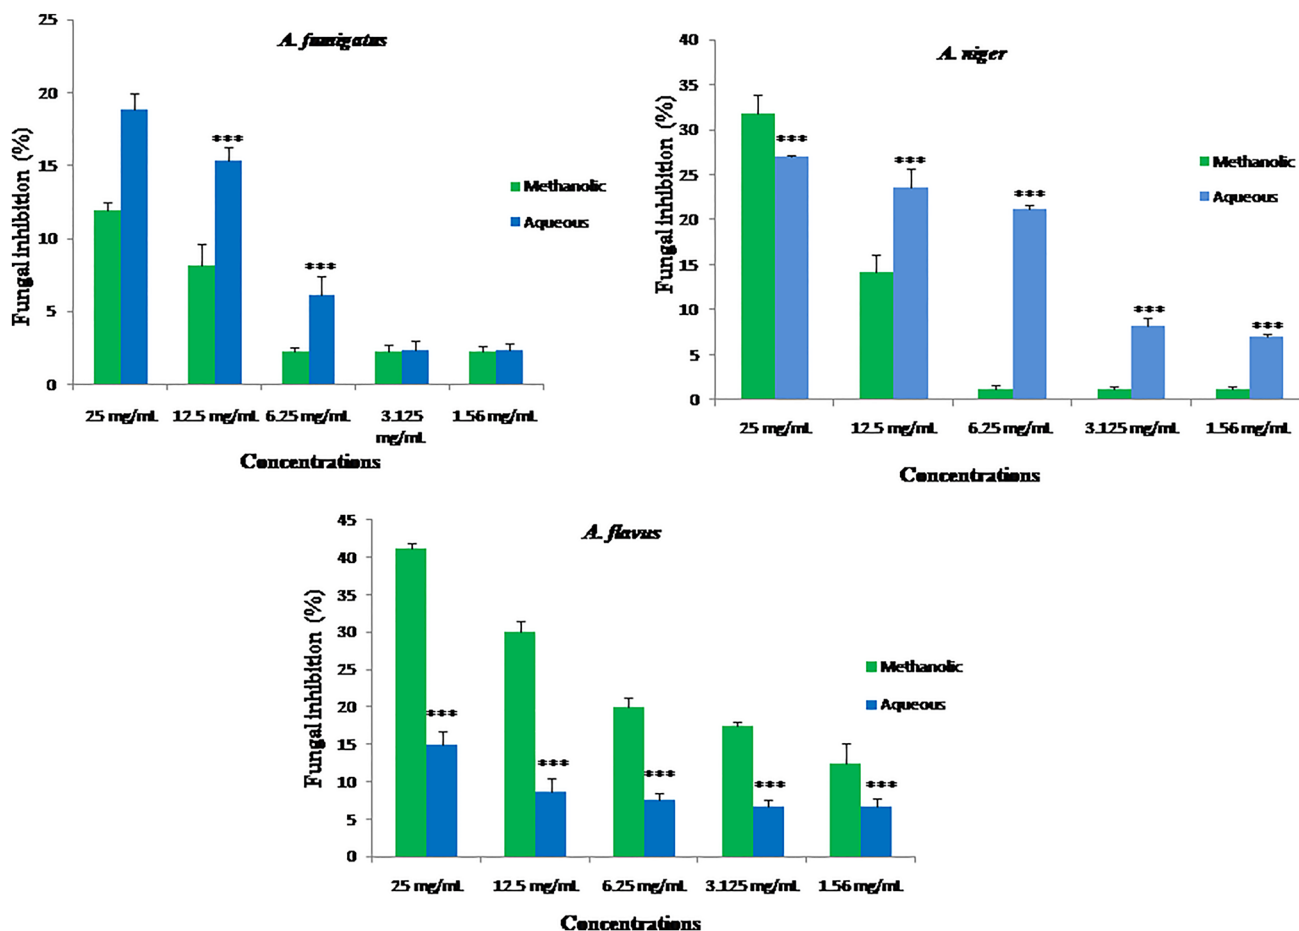 A. fumigatus
Fungal inhibition (%)
25
20
15
10
5
0
***
***
Methanolic
Aqueous
25 mg/mL 12.5 mg/mL 6.25 mg/mL 3.125 mg/mL 1.56 mg/mL
Concentrations
A. niger
Fungal inhibition (%)
40
35
30
25
20
15
10
5
0
***
***
***
***
***
Methanolic
Aqueous
25 mg/mL 12.5 mg/mL 6.25 mg/mL 3.125 mg/mL 1.56 mg/mL
Concentrations
A. flavus
Fungal inhibition (%)
45
40
35
30
25
20
15
10
5
0
***
***
***
***
***
Methanolic
Aqueous
25 mg/mL 12.5 mg/mL 6.25 mg/mL 3.125 mg/mL 1.56 mg/mL
Concentrations